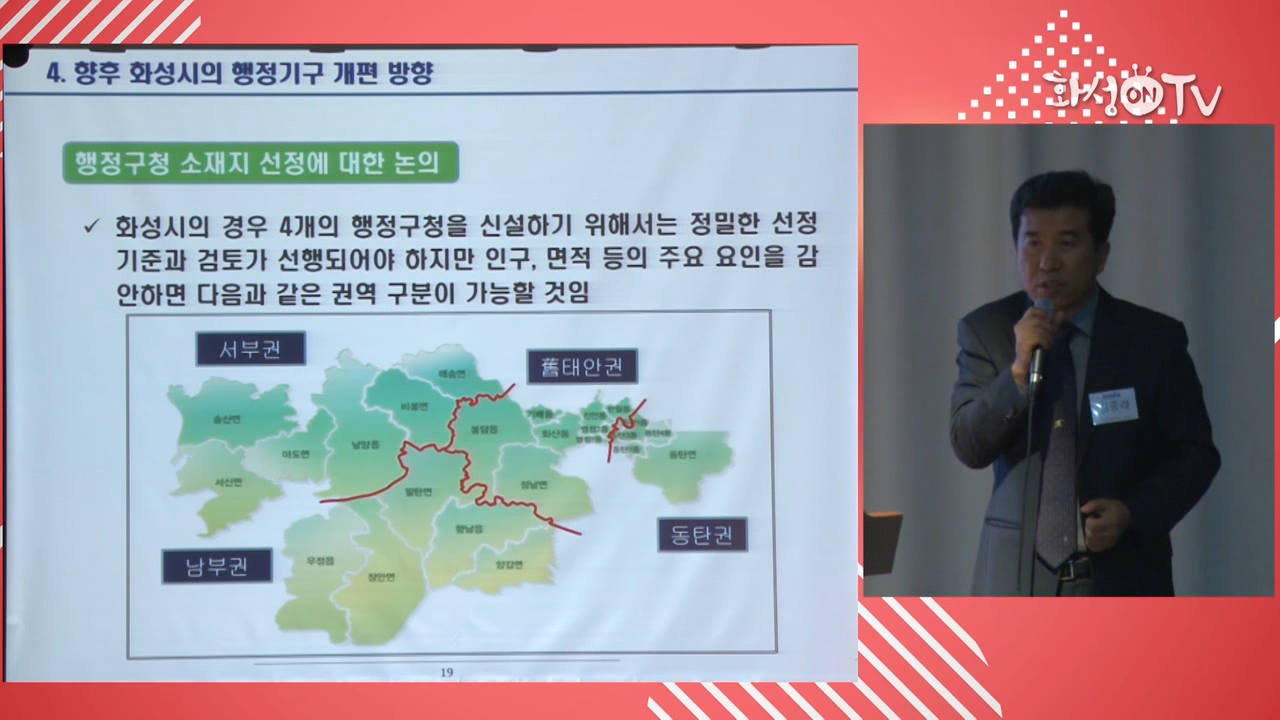 4. 향후 화성시의 행정기구 개편 방향
화성ONTV
행정구청 소재지 선정에 대한 논의
✓ 화성시의 경우 4개의 행정구청을 신설하기 위해서는 정밀한 선정
기준과 검토가 선행되어야 하지만 인구, 면적 등의 주요 요인을 감
안하면 다음과 같은 권역 구분이 가능할 것임
서부권
舊태안권
매송면
비봉면
송산면
마도면
남양읍
봉담읍
기배동
화산동
서신면
팔탄면
정남면
동탄면
향남읍
양감면
우정읍
장안면
남부권
동탄권
19